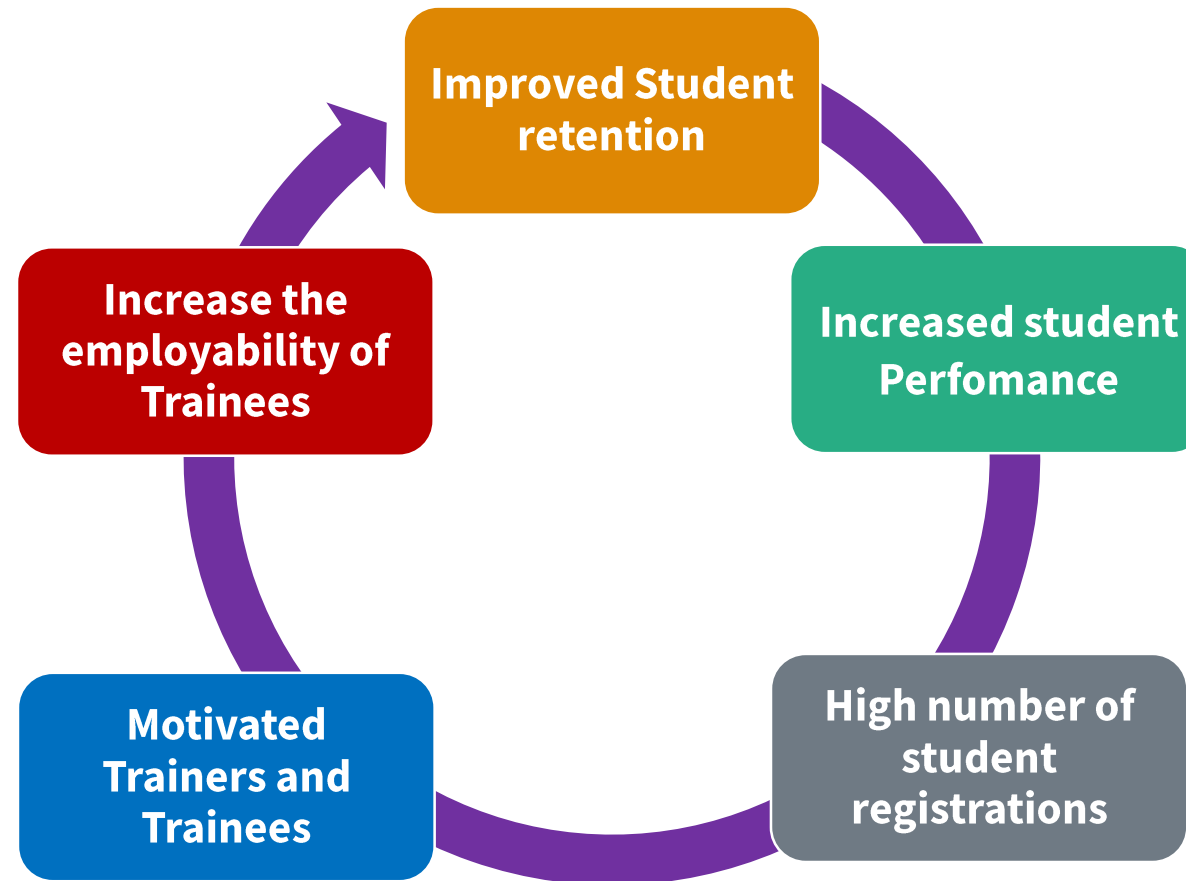 Improved Student
retention
Increased student
Perfomance
High number of
student
registrations
Motivated
Trainers and
Trainees
Increase the
employability of
Trainees